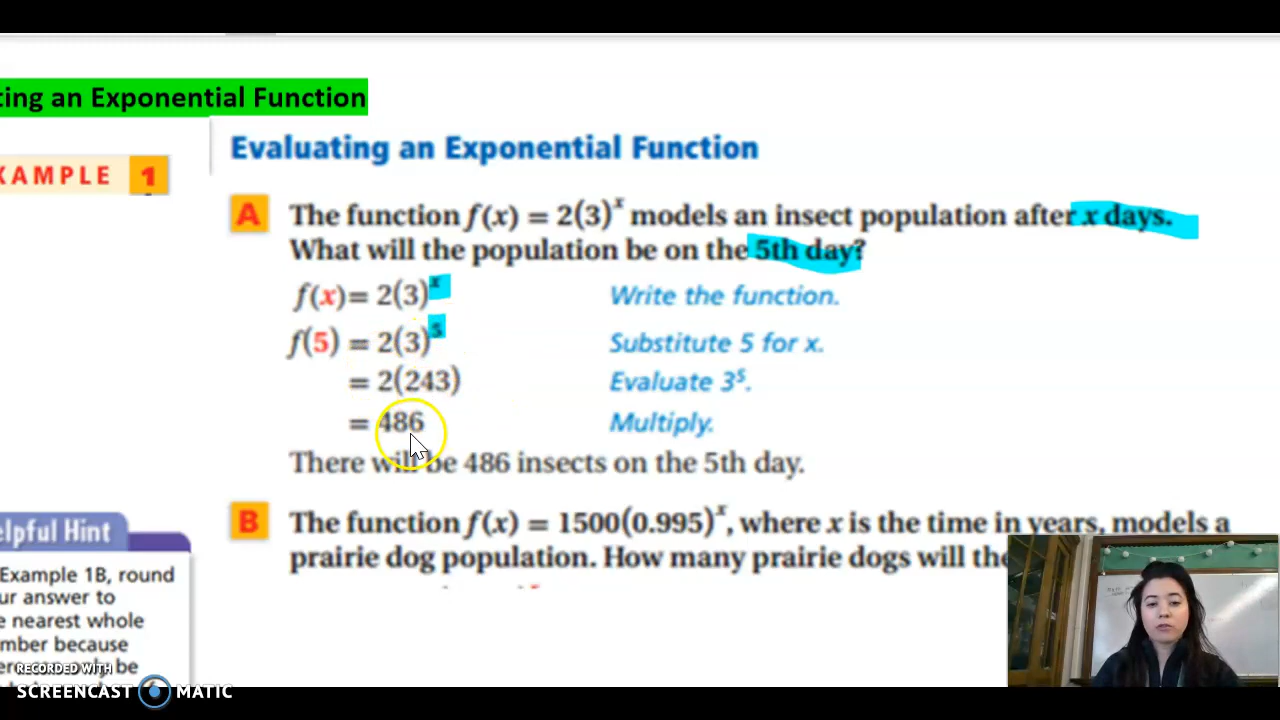 ting an Exponential Function
Evaluating an Exponential Function
XAMPLE 1
A The function f(x) = 2(3)ˣ models an insect population after x days.
What will the population be on the 5th day?
f(x) = 2(3)ˣ Write the function.
f(5) = 2(3)⁵ Substitute 5 for x.
= 2(243) Evaluate 3⁵.
= 486 Multiply.
There will be 486 insects on the 5th day.
B The function f(x) = 1500(0.995)ˣ, where x is the time in years, models a
prairie dog population. How many prairie dogs will the
elpful Hint
Example 1B, round
ur answer to
e nearest whole
mber because
be
RECORDED WITH
SCREENCAST MATIC